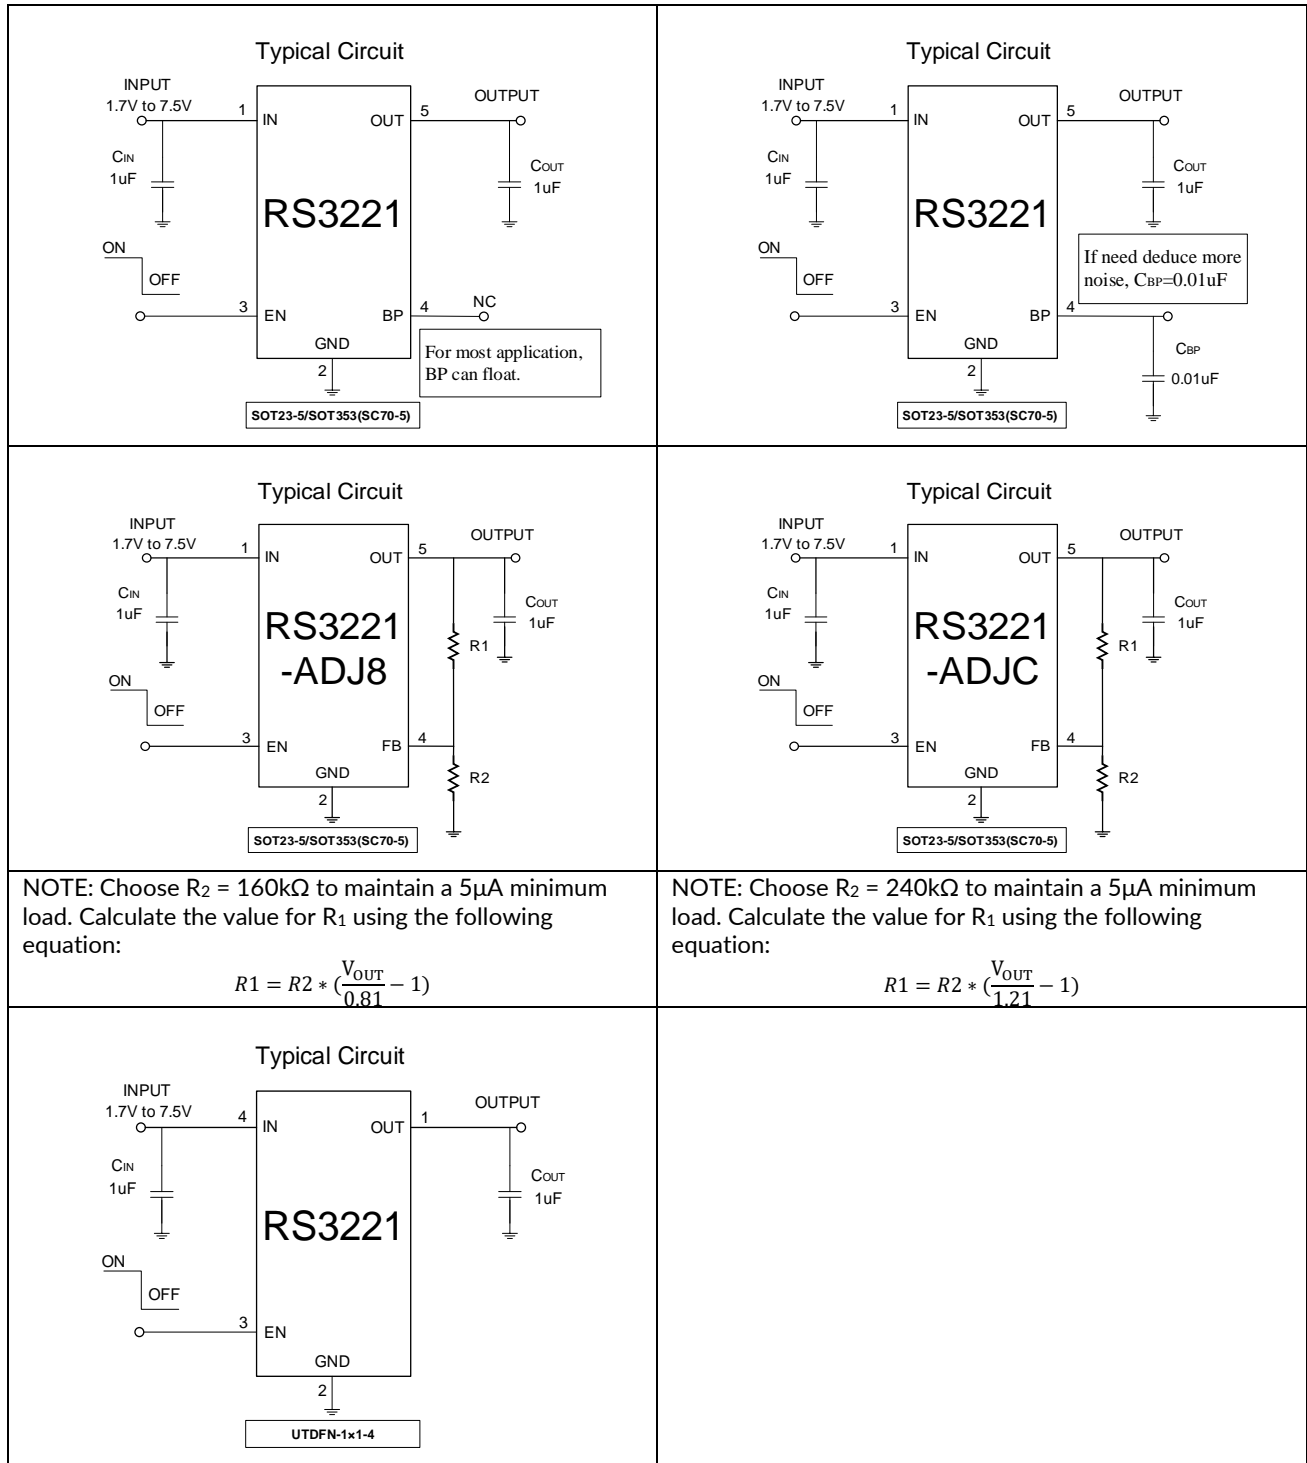 Typical Circuit
INPUT
1.7V to 7.5V
1
IN
OUT
5
OUTPUT
CIN
1uF
COUT
1uF
RS3221
ON
OFF
3
EN
BP
4
NC
GND
2
For most application,
BP can float.
SOT23-5/SOT353(SC70-5)
Typical Circuit
INPUT
1.7V to 7.5V
1
IN
OUT
5
OUTPUT
CIN
1uF
COUT
1uF
RS3221
If need deduce more
noise, CBP=0.01uF
ON
OFF
3
EN
BP
4
GND
2
CBP
0.01uF
SOT23-5/SOT353(SC70-5)
Typical Circuit
INPUT
1.7V to 7.5V
1
IN
OUT
5
OUTPUT
CIN
1uF
COUT
1uF
RS3221
-ADJ8
R1
ON
OFF
3
EN
FB
4
GND
2
R2
SOT23-5/SOT353(SC70-5)
Typical Circuit
INPUT
1.7V to 7.5V
1
IN
OUT
5
OUTPUT
CIN
1uF
COUT
1uF
RS3221
-ADJC
R1
ON
OFF
3
EN
FB
4
GND
2
R2
SOT23-5/SOT353(SC70-5)
NOTE: Choose R2 = 160kΩ to maintain a 5μA minimum
load. Calculate the value for R1 using the following
equation:
R1 = R2 * (VOUT/0.81 − 1)
NOTE: Choose R2 = 240kΩ to maintain a 5μA minimum
load. Calculate the value for R1 using the following
equation:
R1 = R2 * (VOUT/1.21 − 1)
Typical Circuit
INPUT
1.7V to 7.5V
4
IN
OUT
1
OUTPUT
CIN
1uF
COUT
1uF
RS3221
ON
OFF
3
EN
GND
2
UTDFN-1×1-4